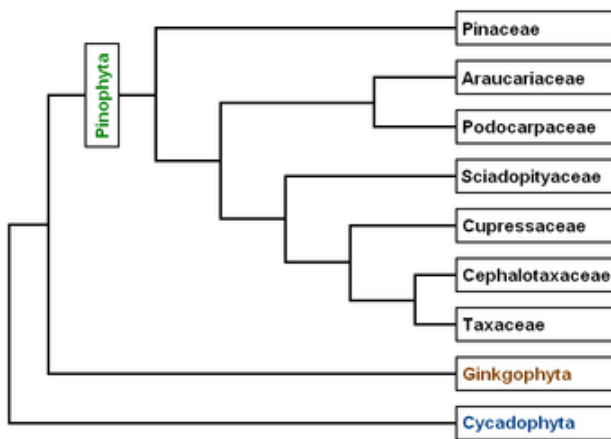 Pinophyta
Pinaceae
Araucariaceae
Podocarpaceae
Sciadopityaceae
Cupressaceae
Cephalotaxaceae
Taxaceae
Ginkgophyta
Cycadophyta